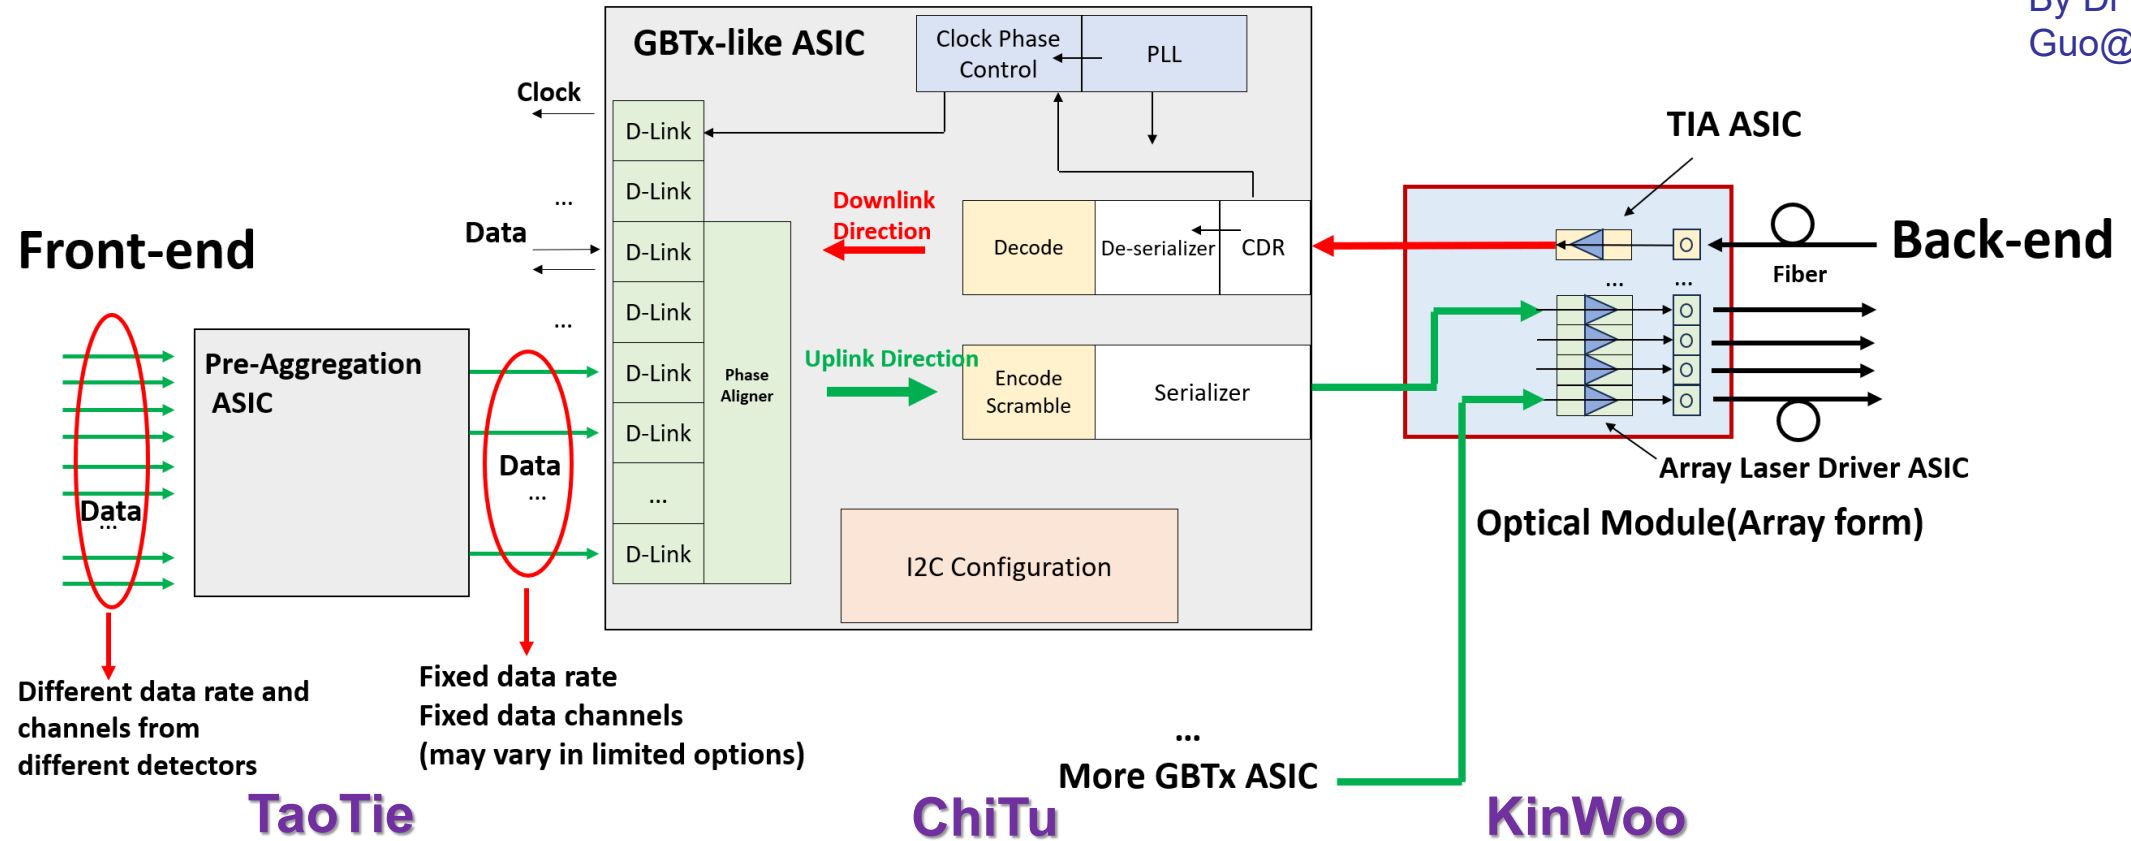 By Dr
Guo@
GBTx-like ASIC
Clock Phase
Control
PLL
Clock
D-Link
D-Link
D-Link
D-Link
D-Link
D-Link
...
D-Link
...
Data
...
Phase
Aligner
Downlink
Direction
Decode
De-serializer
CDR
Uplink Direction
Encode
Scramble
Serializer
I2C Configuration
Front-end
Pre-Aggregation
ASIC
Data
...
Data
...
TIA ASIC
Back-end
Fiber
...
...
Array Laser Driver ASIC
Optical Module(Array form)
Different data rate and
channels from
different detectors
Fixed data rate
Fixed data channels
(may vary in limited options)
...
More GBTx ASIC
TaoTie
ChiTu
KinWoo